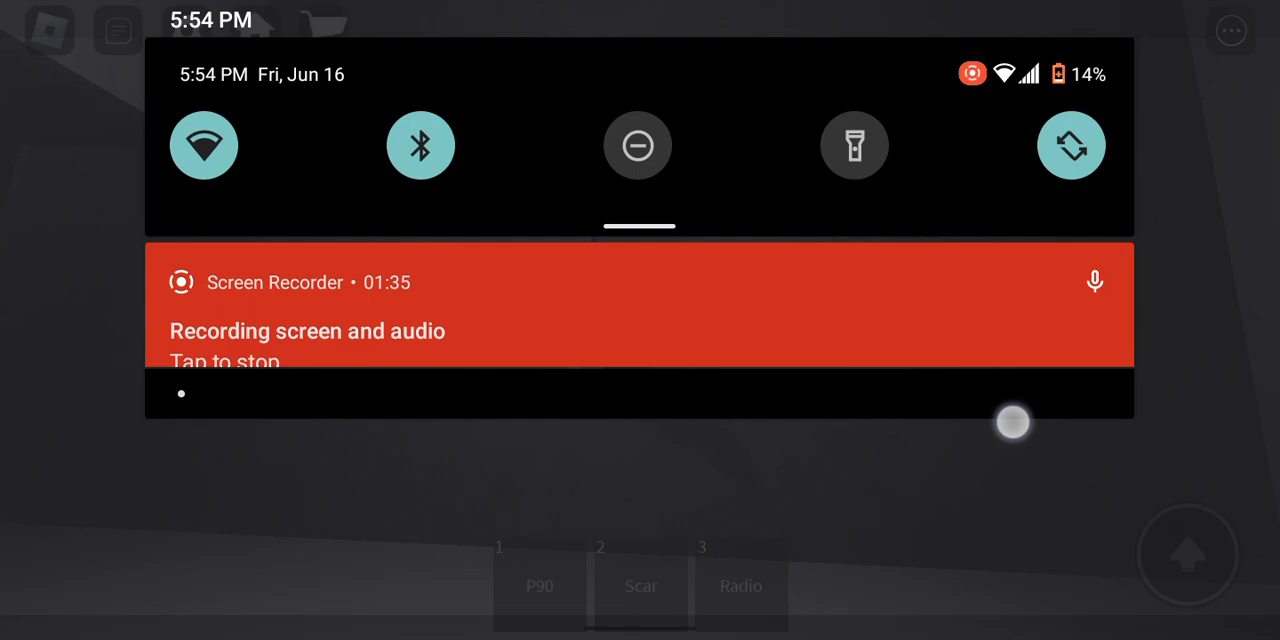 5:54 PM
5:54 PM Fri, Jun 16
14%
Screen Recorder • 01:35
Recording screen and audio
Tap to stop
1
2
3
P90
Scar
Radio